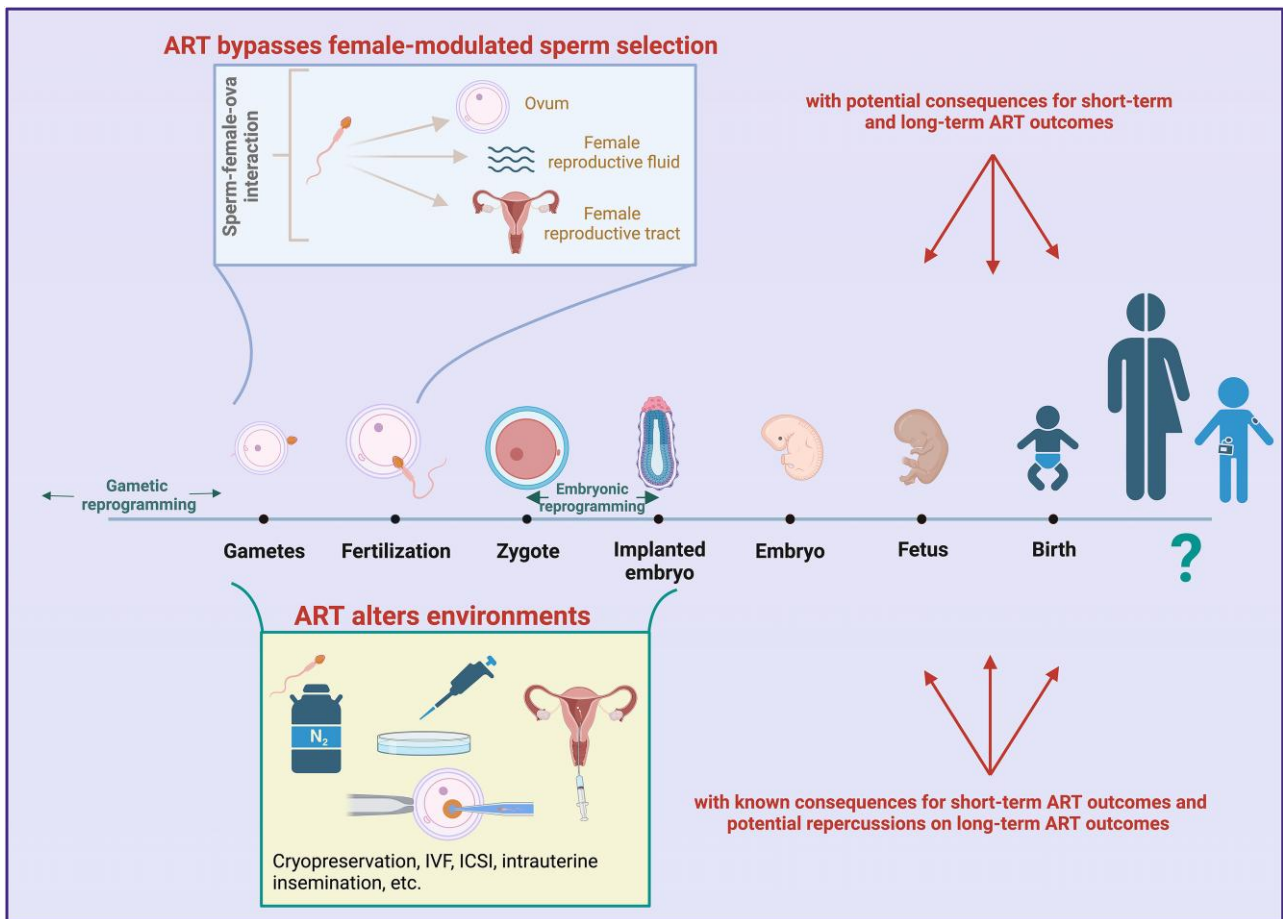 ART bypasses female-modulated sperm selection
Sperm-female-ova
interaction
Ovum
Female
reproductive fluid
Female
reproductive tract
with potential consequences for short-term
and long-term ART outcomes
Gametic
reprogramming
Embryonic
reprogramming
Gametes
Fertilization
Zygote
Implanted
embryo
Embryo
Fetus
Birth
?
ART alters environments
N₂
Cryopreservation, IVF, ICSI, intrauterine
insemination, etc.
with known consequences for short-term ART outcomes and
potential repercussions on long-term ART outcomes